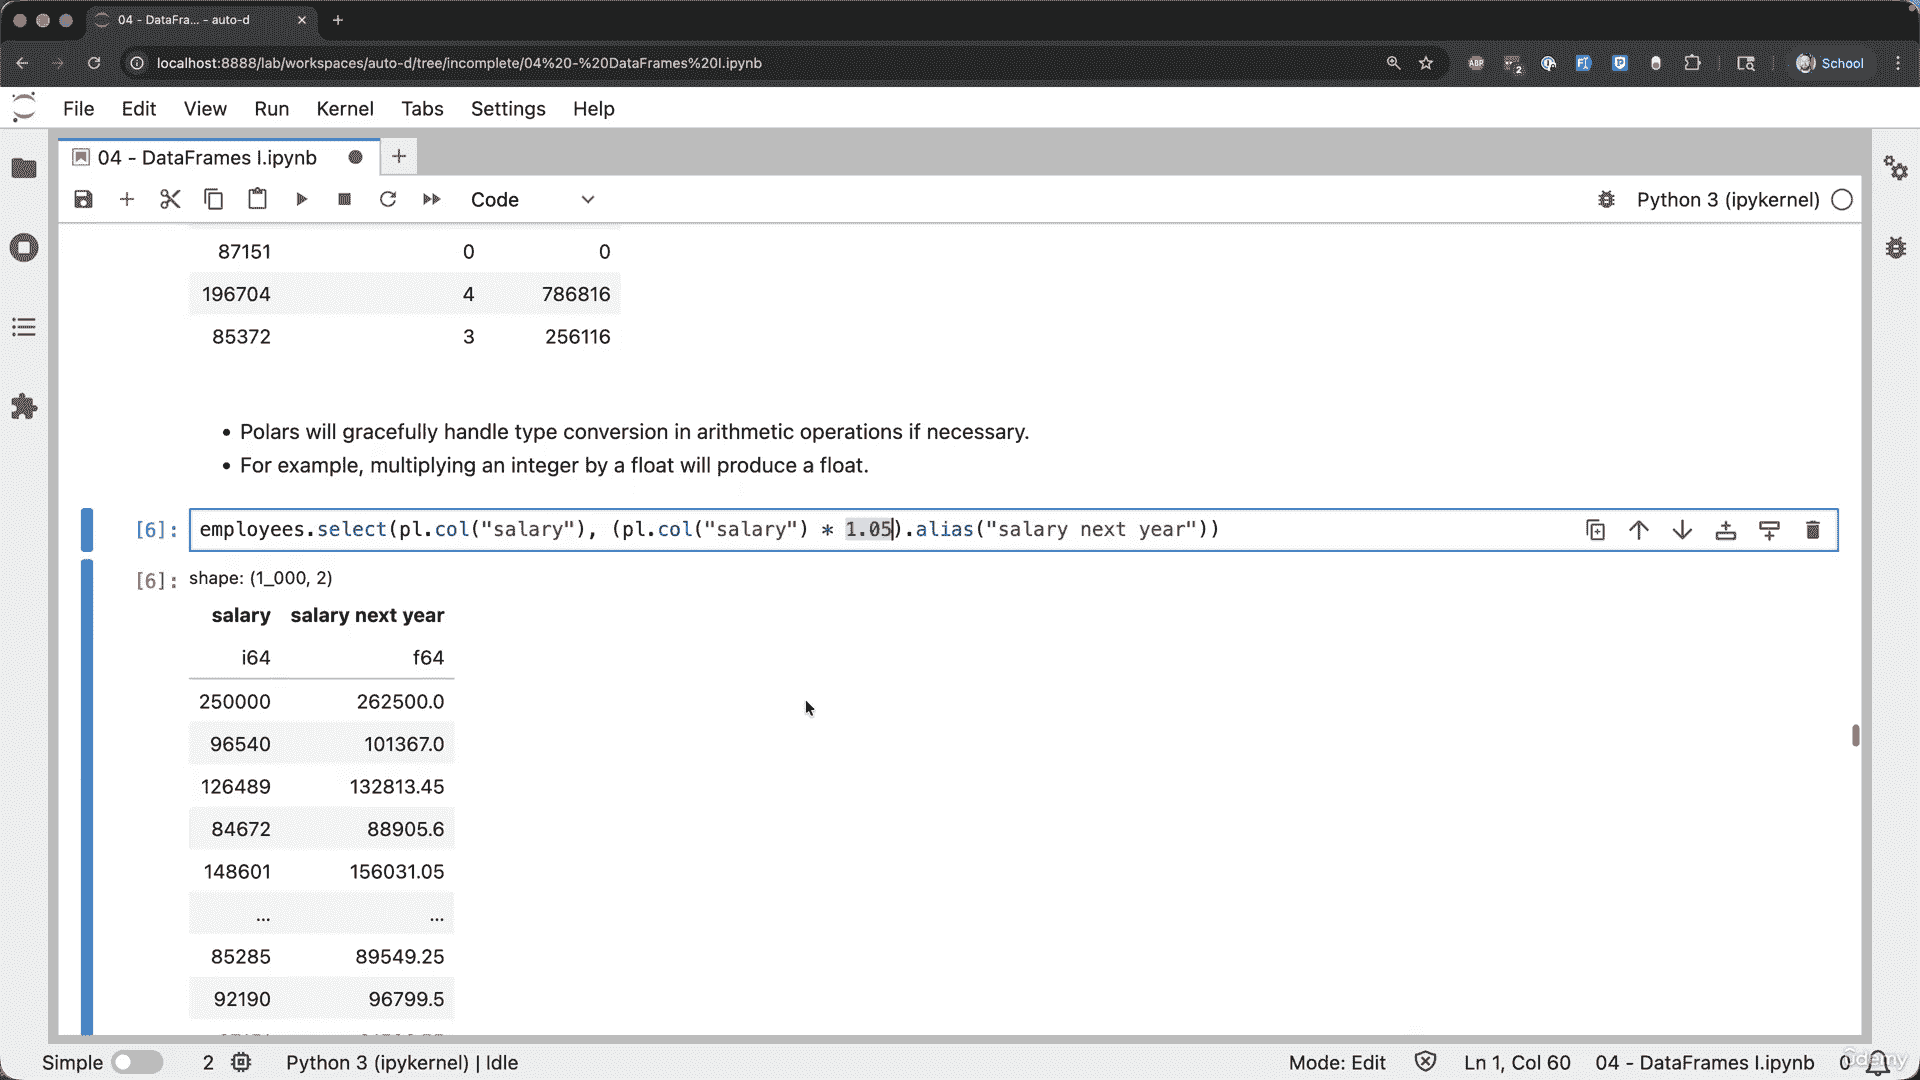 04 - DataFra... - auto-d
localhost:8888/lab/workspaces/auto-d/tree/incomplete/04%20-%20DataFrames%20I.ipynb
ABP
2
School
File Edit View Run Kernel Tabs Settings Help
04 - DataFrames I.ipynb
Code
Python 3 (ipykernel)
87151 0 0
196704 4 786816
85372 3 256116
• Polars will gracefully handle type conversion in arithmetic operations if necessary.
• For example, multiplying an integer by a float will produce a float.
[6]: employees.select(pl.col("salary"), (pl.col("salary") * 1.05).alias("salary next year"))
[6]: shape: (1_000, 2)
salary salary next year
i64 f64
250000 262500.0
96540 101367.0
126489 132813.45
84672 88905.6
148601 156031.05
... ...
85285 89549.25
92190 96799.5
Simple 2 Python 3 (ipykernel) | Idle Mode: Edit Ln 1, Col 60 04 - DataFrames I.ipynb 0
Udemy